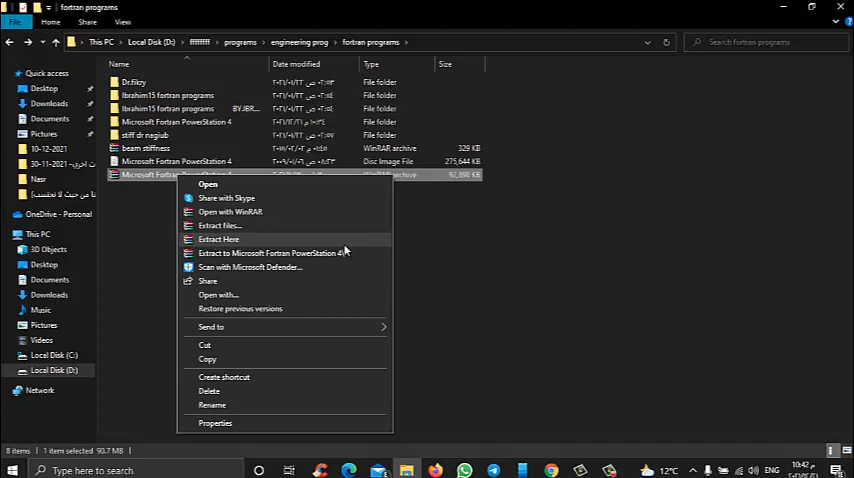 fortran programs
File
Home
Share
View
This PC
Local Disk (D:)
ffffffff
programs
engineering prog
fortran programs
Search fortran programs
Name
Date modified
Type
Size
Quick access
Desktop
Downloads
Documents
Pictures
10-12-2021
30-11-2021
Nasr
OneDrive - Personal
This PC
3D Objects
Desktop
Documents
Downloads
Music
Pictures
Videos
Local Disk (C:)
Local Disk (D:)
Network
Dr.fikry
File folder
Ibrahim15 fortran programs
File folder
Ibrahim15 fortran programs
File folder
Microsoft Fortran PowerStation 4
File folder
stiff dr nagiub
File folder
beam stiffness
WinRAR archive
329 KB
Microsoft Fortran PowerStation 4
Disc Image File
275,644 KB
92,898 KB
Open
Share with Skype
Open with WinRAR
Extract files...
Extract Here
Extract to Microsoft Fortran PowerStation 4\
Scan with Microsoft Defender...
Share
Open with...
Restore previous versions
Send to
Cut
Copy
Create shortcut
Delete
Rename
Properties
8 items
1 item selected 90.7 MB
Type here to search
12°C
ENG
10:42 م